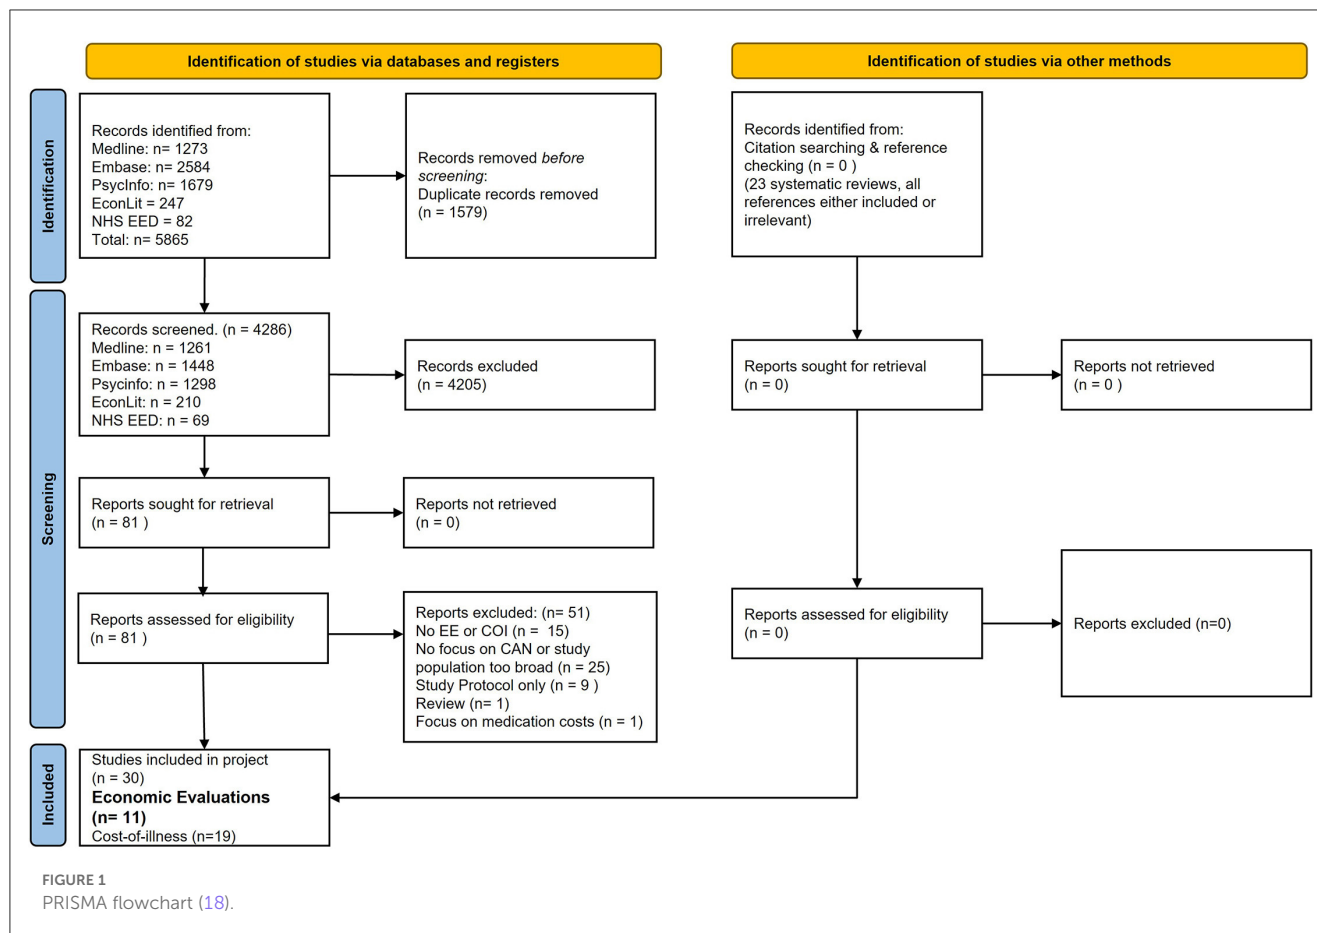 Identification of studies via databases and registers
Identification of studies via other methods
Identification
Records identified from:
Medline: n= 1273
Embase: n= 2584
PsycInfo: n= 1679
EconLit = 247
NHS EED = 82
Total: n= 5865
Records removed before
screening:
Duplicate records removed
(n = 1579)
Records identified from:
Citation searching & reference
checking (n = 0 )
(23 systematic reviews, all
references either included or
irrelevant)
Screening
Records screened. (n = 4286)
Medline: n = 1261
Embase: n = 1448
Psycinfo: n = 1298
EconLit: n = 210
NHS EED: n = 69
Records excluded
(n = 4205)
Reports sought for retrieval
(n = 0)
Reports not retrieved
(n = 0 )
Reports sought for retrieval
(n = 81 )
Reports not retrieved
(n = 0)
Reports assessed for eligibility
(n = 81 )
Reports excluded: (n= 51)
No EE or COI (n =  15)
No focus on CAN or study
population too broad (n = 25)
Study Protocol only (n = 9 )
Review (n= 1)
Focus on medication costs (n = 1)
Reports assessed for eligibility
(n = 0)
Reports excluded (n=0)
Included
Studies included in project
(n = 30)
Economic Evaluations
(n= 11)
Cost-of-illness (n=19)
FIGURE 1
PRISMA flowchart (18).